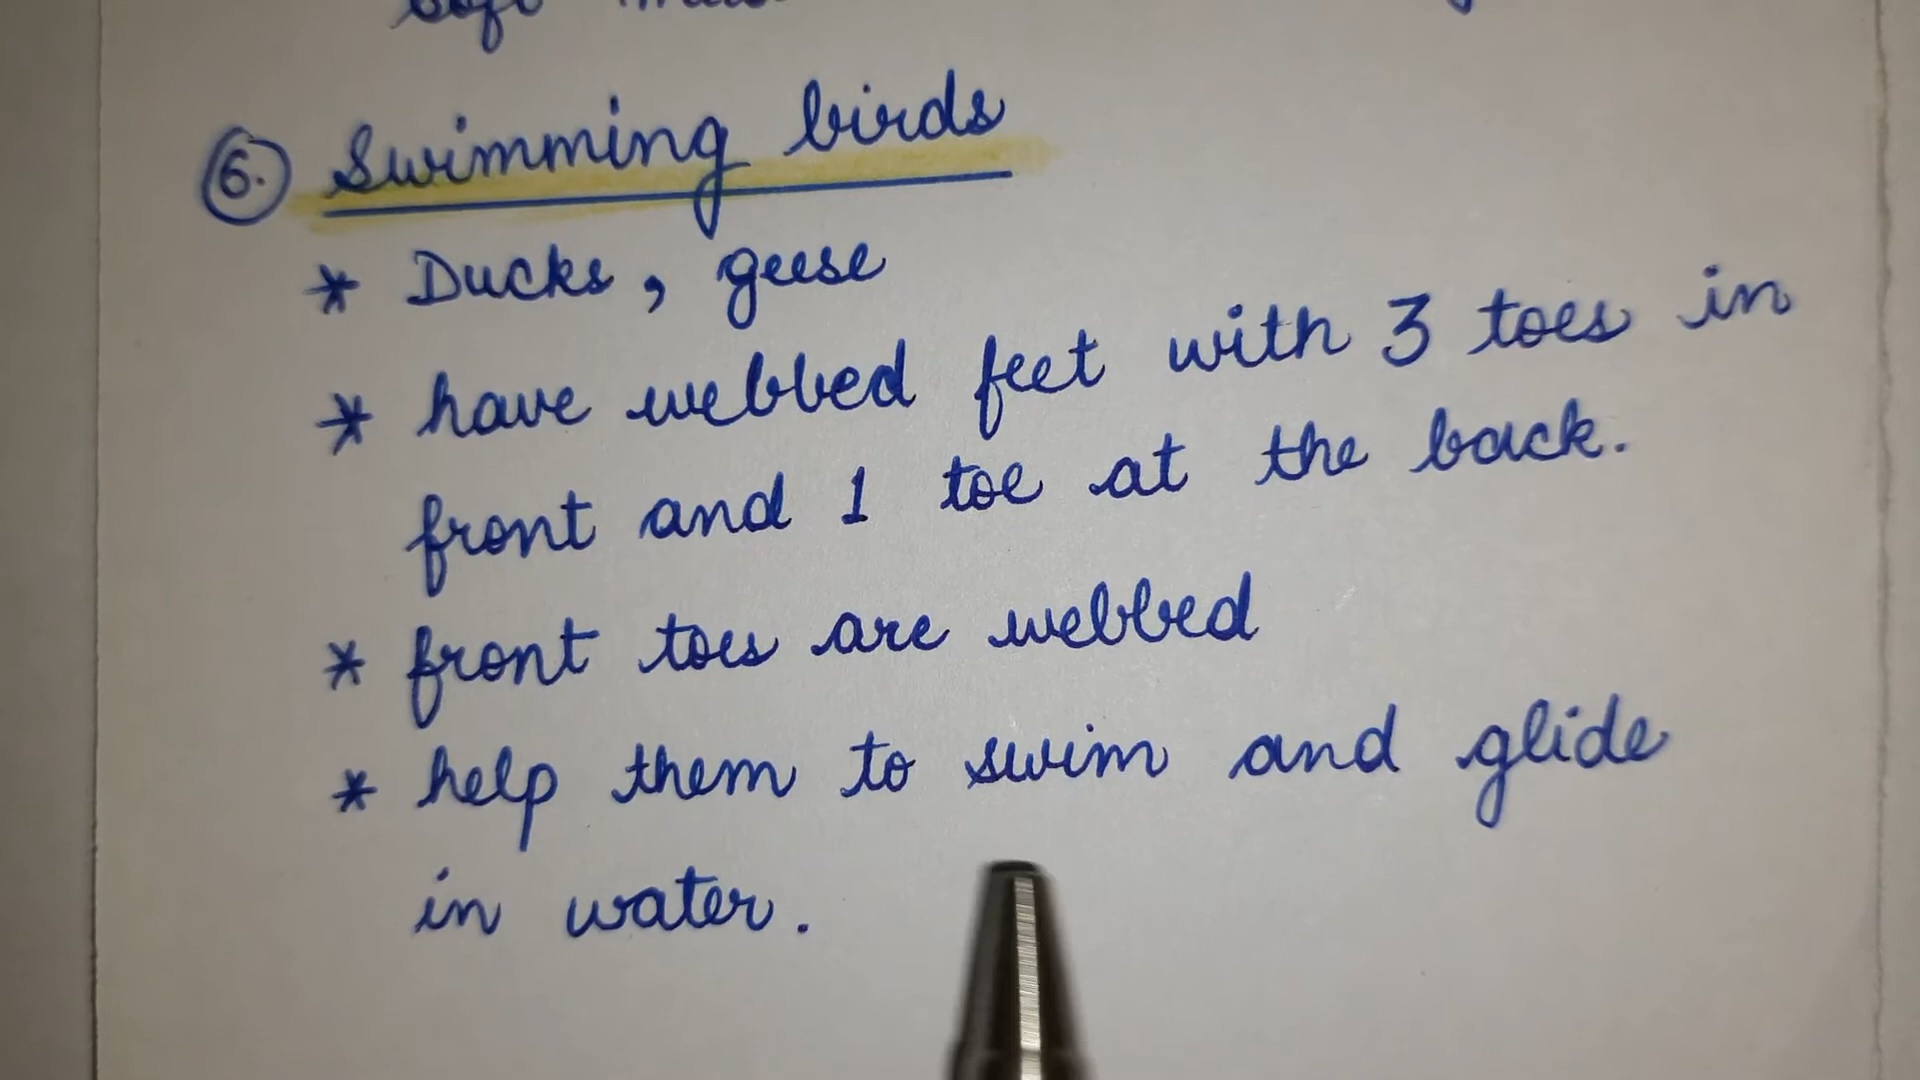 6. Swimming birds
* Ducks, geese
* have webbed feet with 3 toes in
front and 1 toe at the back.
* front toes are webbed
* help them to swim and glide
in water.